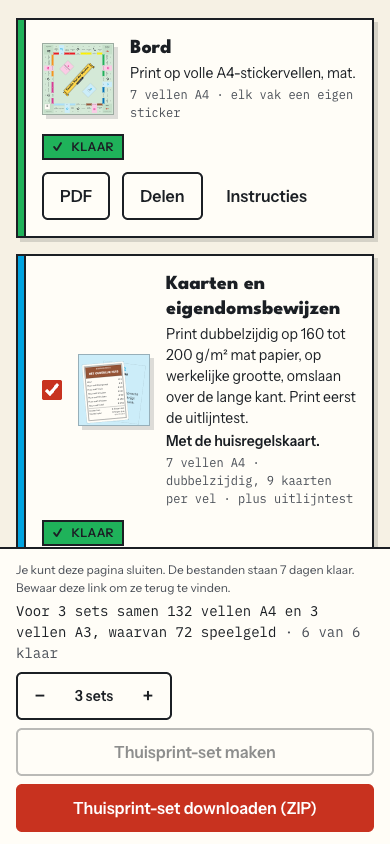 Bord
Print op volle A4-stickervellen, mat.
7 vellen A4 · elk vak een eigen
sticker
✓ KLAAR
PDF
Delen
Instructies
Kaarten en
eigendomsbewijzen
Print dubbelzijdig op 160 tot
200 g/m² mat papier, op
werkelijke grootte, omslaan
over de lange kant. Print eerst
de uitlijntest.
Met de huisregelskaart.
7 vellen A4 ·
dubbelzijdig, 9 kaarten
per vel · plus uitlijntest
✓ KLAAR
Je kunt deze pagina sluiten. De bestanden staan 7 dagen klaar.
Bewaar deze link om ze terug te vinden.
Voor 3 sets samen 132 vellen A4 en 3
vellen A3, waarvan 72 speelgeld · 6 van 6
klaar
− 3 sets +
Thuisprint-set maken
Thuisprint-set downloaden (ZIP)